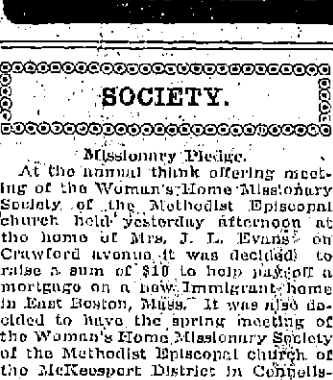 SOCIETY.
Missionary Pledge.
At the annual thank offering meet-
ing of the Woman's Home Missionary
Society of the Methodist Episcopal
church held yesterday afternoon at
the home of Mrs. J. L. Evans on
Crawford avenue it was decided to
raise a sum of $10 to help pay off a
mortgage on a new Immigrant home
in East Boston, Mass. It was also de-
cided to have the spring meeting of
the Woman's Home Missionary Society
of the Methodist Episcopal church of
the McKeesport District in Connells-